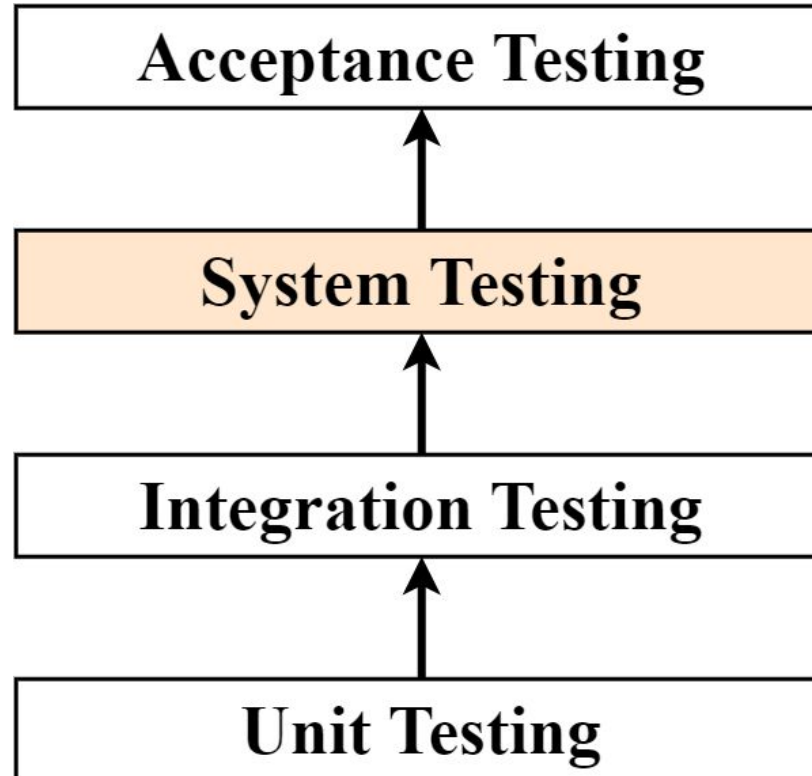 Acceptance Testing
System Testing
Integration Testing
Unit Testing